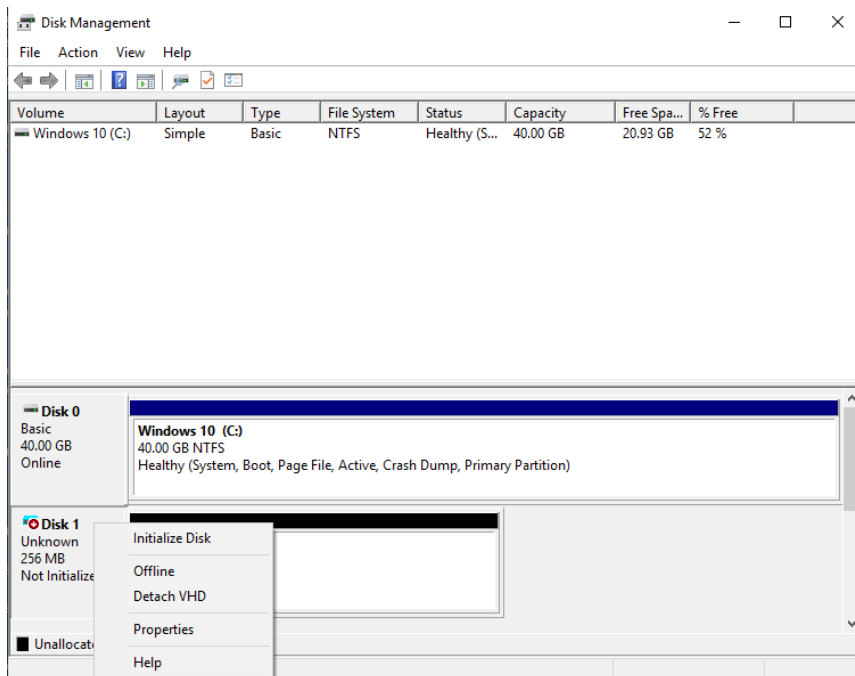 Disk Management
File Action View Help
Volume Layout Type File System Status Capacity Free Spa... % Free
Windows 10 (C:) Simple Basic NTFS Healthy (S... 40.00 GB 20.93 GB 52 %
Disk 0
Basic
40.00 GB
Online
Windows 10 (C:)
40.00 GB NTFS
Healthy (System, Boot, Page File, Active, Crash Dump, Primary Partition)
Disk 1
Unknown
256 MB
Not Initialize
Initialize Disk
Offline
Detach VHD
Properties
Help
Unallocat